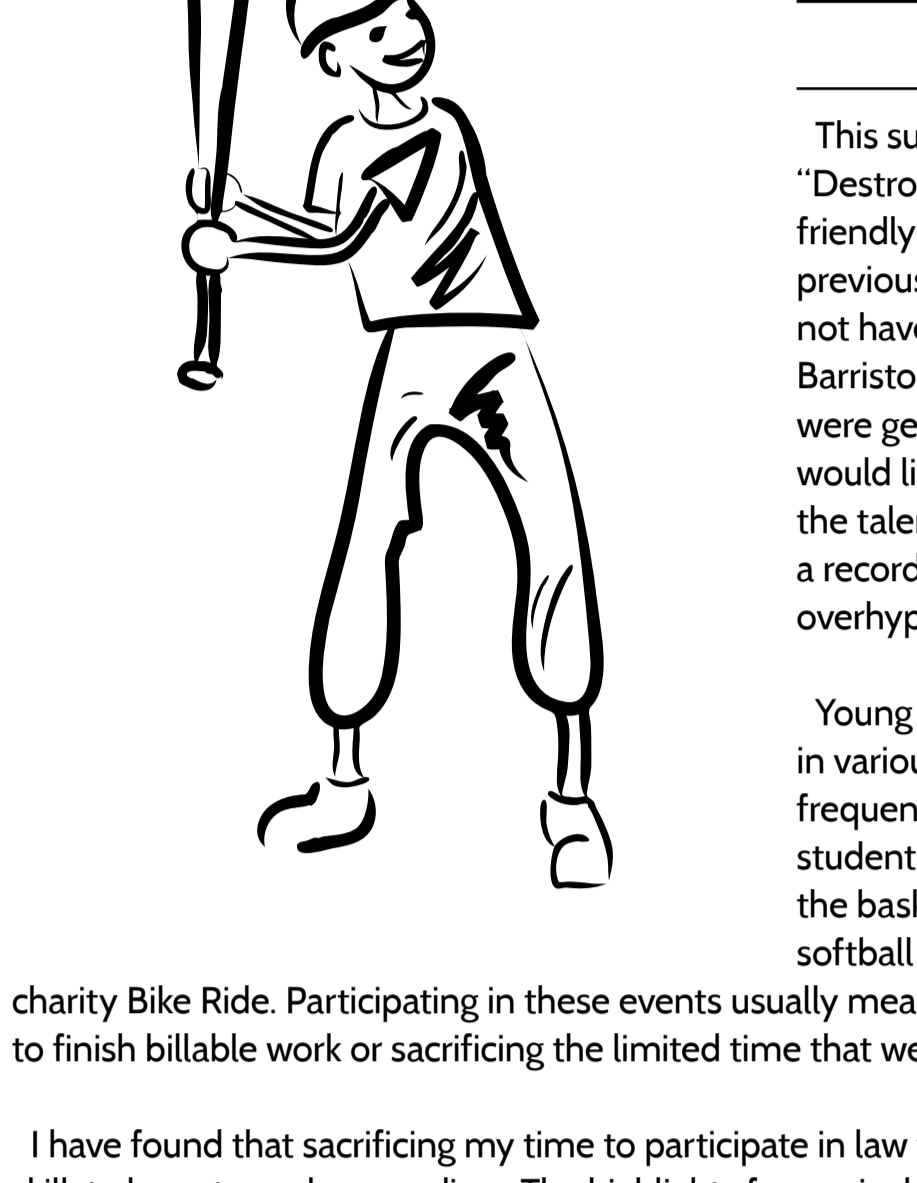 This su
“Destro
friendly
previous
not have
Barristo
were ge
would li
the taler
a record
overhyp
Young
in variou
frequen
student
the bask
softball
charity Bike Ride. Participating in these events usually mea
to finish billable work or sacrificing the limited time that we
I have found that sacrificing my time to participate in law